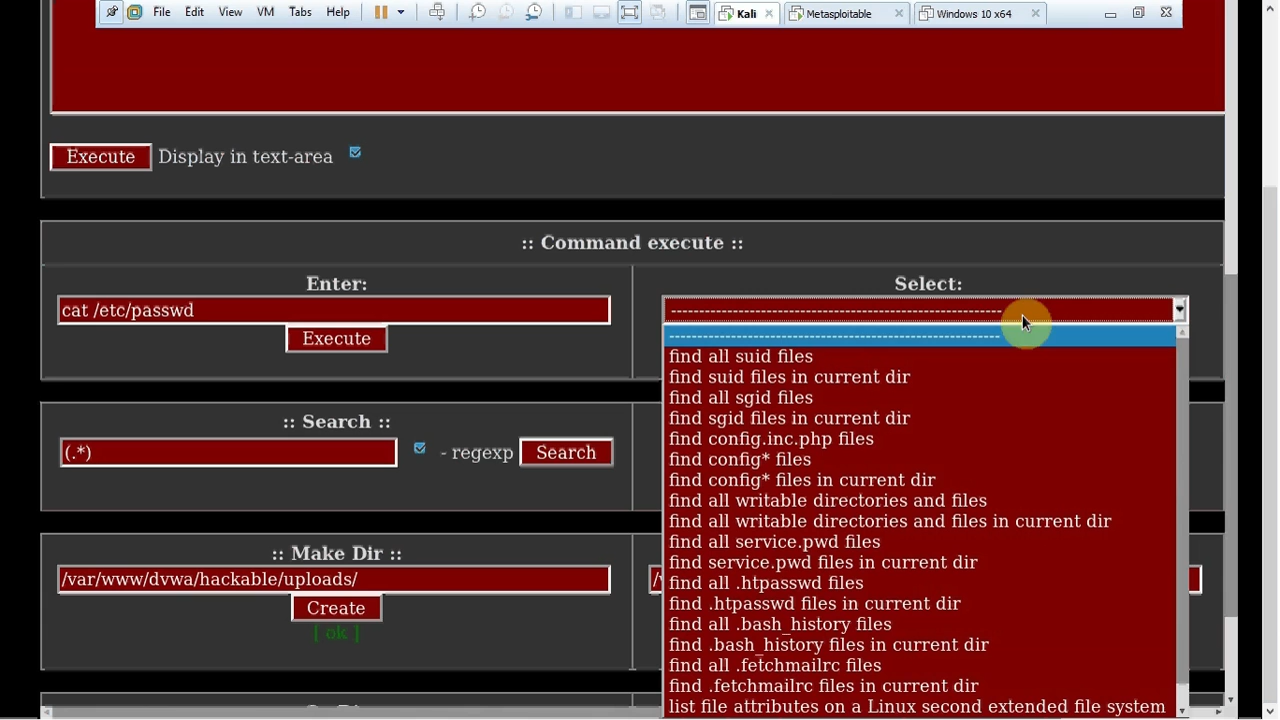 File Edit View VM Tabs Help Kali Metasploitable Windows 10 x64
Execute Display in text-area
:: Command execute ::
Enter:
cat /etc/passwd
Execute
Select:
--------------------------------------------------------------------
--------------------------------------------------------------------
find all suid files
find suid files in current dir
find all sgid files
find sgid files in current dir
find config.inc.php files
find config* files
find config* files in current dir
find all writable directories and files
find all writable directories and files in current dir
find all service.pwd files
find service.pwd files in current dir
find all .htpasswd files
find .htpasswd files in current dir
find all .bash_history files
find .bash_history files in current dir
find all .fetchmailrc files
find .fetchmailrc files in current dir
list file attributes on a Linux second extended file system
:: Search ::
(.*) - regexp Search
:: Make Dir ::
/var/www/dvwa/hackable/uploads/
Create
[ ok ]